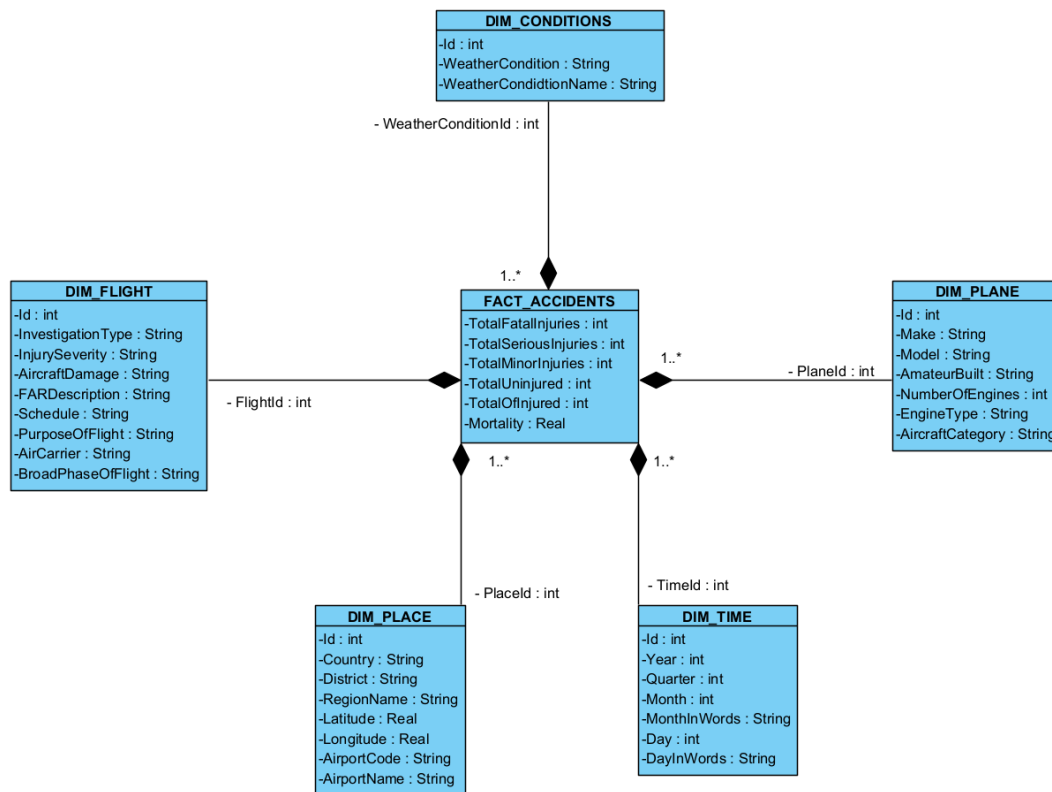 DIM_CONDITIONS
-Id : int
-WeatherCondition : String
-WeatherCondidtionName : String
- WeatherConditionId : int
1..*
DIM_FLIGHT
-Id : int
-InvestigationType : String
-InjurySeverity : String
-AircraftDamage : String
-FARDescription : String
-Schedule : String
-PurposeOfFlight : String
-AirCarrier : String
-BroadPhaseOfFlight : String
- FlightId : int
FACT_ACCIDENTS
-TotalFatalInjuries : int
-TotalSeriousInjuries : int
-TotalMinorInjuries : int
-TotalUninjured : int
-TotalOfInjured : int
-Mortality : Real
1..*
- PlaneId : int
DIM_PLANE
-Id : int
-Make : String
-Model : String
-AmateurBuilt : String
-NumberOfEngines : int
-EngineType : String
-AircraftCategory : String
1..*
1..*
- PlaceId : int
- TimeId : int
DIM_PLACE
-Id : int
-Country : String
-District : String
-RegionName : String
-Latitude : Real
-Longitude : Real
-AirportCode : String
-AirportName : String
DIM_TIME
-Id : int
-Year : int
-Quarter : int
-Month : int
-MonthInWords : String
-Day : int
-DayInWords : String